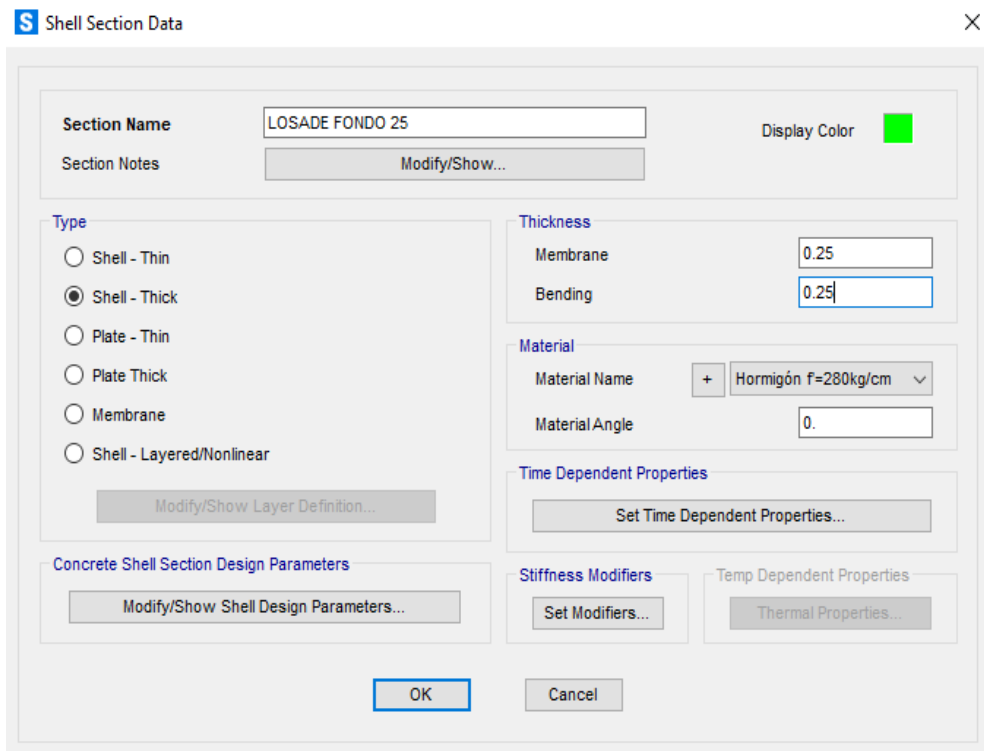 S Shell Section Data
Section Name
LOSADE FONDO 25
Display Color
Section Notes
Modify/Show...
Type
Shell - Thin
Shell - Thick
Plate - Thin
Plate Thick
Membrane
Shell - Layered/Nonlinear
Modify/Show Layer Definition...
Thickness
Membrane
0.25
Bending
0.25
Material
Material Name
+
Hormigón f'=280kg/cm
Material Angle
0.
Time Dependent Properties
Set Time Dependent Properties...
Concrete Shell Section Design Parameters
Modify/Show Shell Design Parameters...
Stiffness Modifiers
Set Modifiers...
Temp Dependent Properties
Thermal Properties...
OK
Cancel